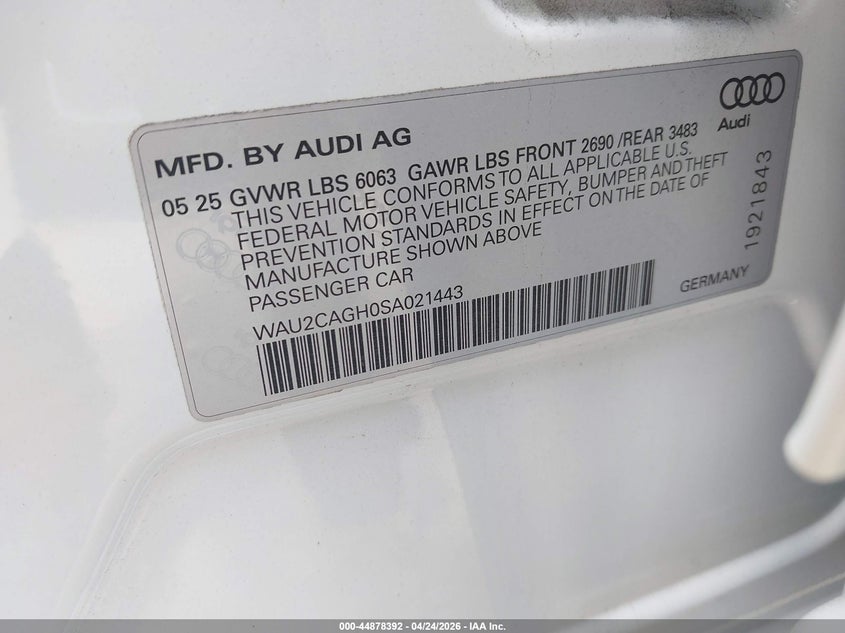 Audi
MFD. BY AUDI AG
05 25 GVWR LBS 6063 GAWR LBS FRONT 2690 /REAR 3483
THIS VEHICLE CONFORMS TO ALL APPLICABLE U.S.
FEDERAL MOTOR VEHICLE SAFETY, BUMPER AND THEFT
PREVENTION STANDARDS IN EFFECT ON THE DATE OF
MANUFACTURE SHOWN ABOVE
PASSENGER CAR
WAU2CAGH0SA021443
GERMANY
1921843
000-44878392 - 04/24/2026 - IAA Inc.